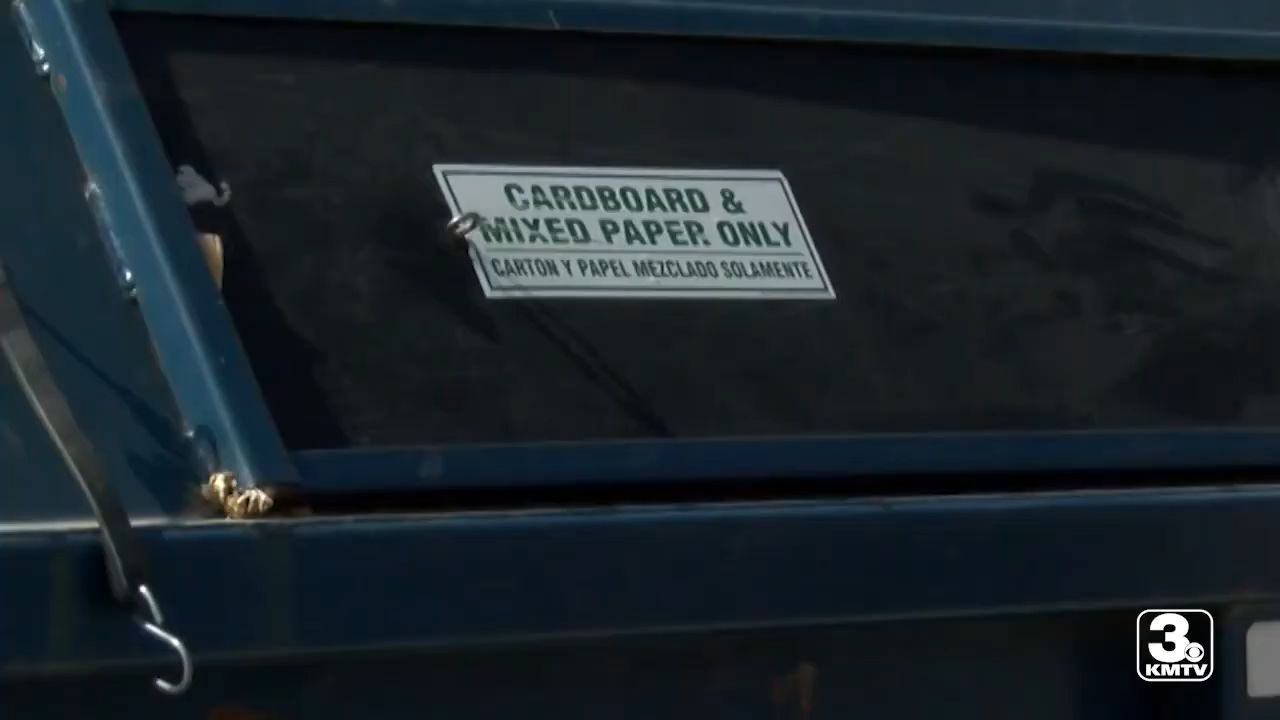 CARDBOARD &
MIXED PAPER ONLY
CARTON Y PAPEL MEZCLADO SOLAMENTE
3
KMTV